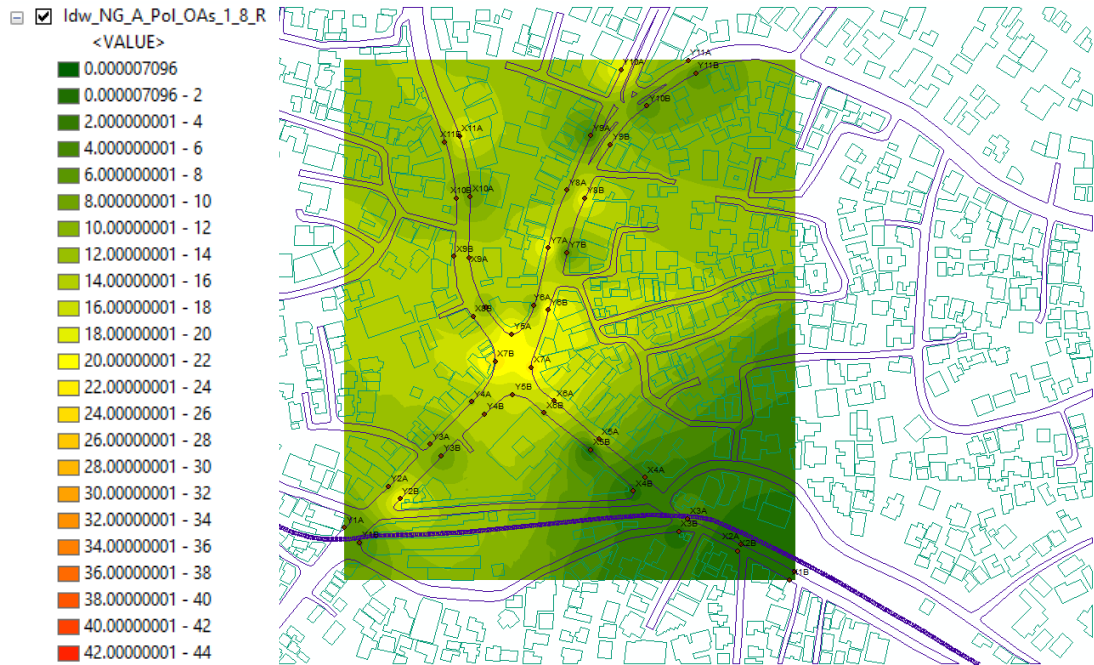 Idw_NG_A_Pol_OAs_1_8_R
<VALUE>
0.000007096
0.000007096 - 2
2.000000001 - 4
4.000000001 - 6
6.000000001 - 8
8.00000001 - 10
10.00000001 - 12
12.00000001 - 14
14.00000001 - 16
16.00000001 - 18
18.00000001 - 20
20.00000001 - 22
22.00000001 - 24
24.00000001 - 26
26.00000001 - 28
28.00000001 - 30
30.00000001 - 32
32.00000001 - 34
34.00000001 - 36
36.00000001 - 38
38.00000001 - 40
40.00000001 - 42
42.00000001 - 44
Y11A
Y10A
Y11B
Y10B
X11B X11A
Y9A
Y9B
X10B X10A
Y8A
Y8B
X9B
X9A
Y7A
Y7B
Y6A
Y6B
X8B
Y5A
X7B
X7A
Y5B
Y4A
Y4B
X6A
X6B
Y3A
Y3B
X5A
X5B
X4A
X4B
Y2A
Y2B
Y1A
X3A
X3B
X2A
X2B
X1B